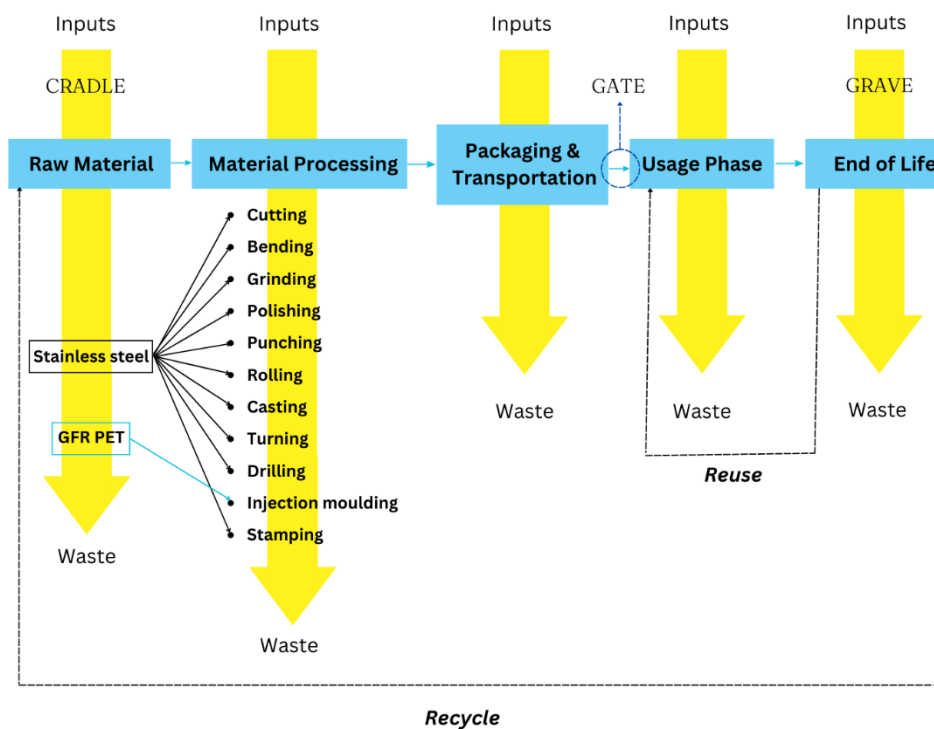 Inputs
Inputs
Inputs
Inputs
Inputs
CRADLE
GATE
GRAVE
Raw Material
Material Processing
Packaging &
Transportation
Usage Phase
End of Life
Cutting
Bending
Grinding
Polishing
Punching
Rolling
Casting
Turning
Drilling
Injection moulding
Stamping
Stainless steel
GFR PET
Waste
Waste
Waste
Waste
Waste
Reuse
Recycle